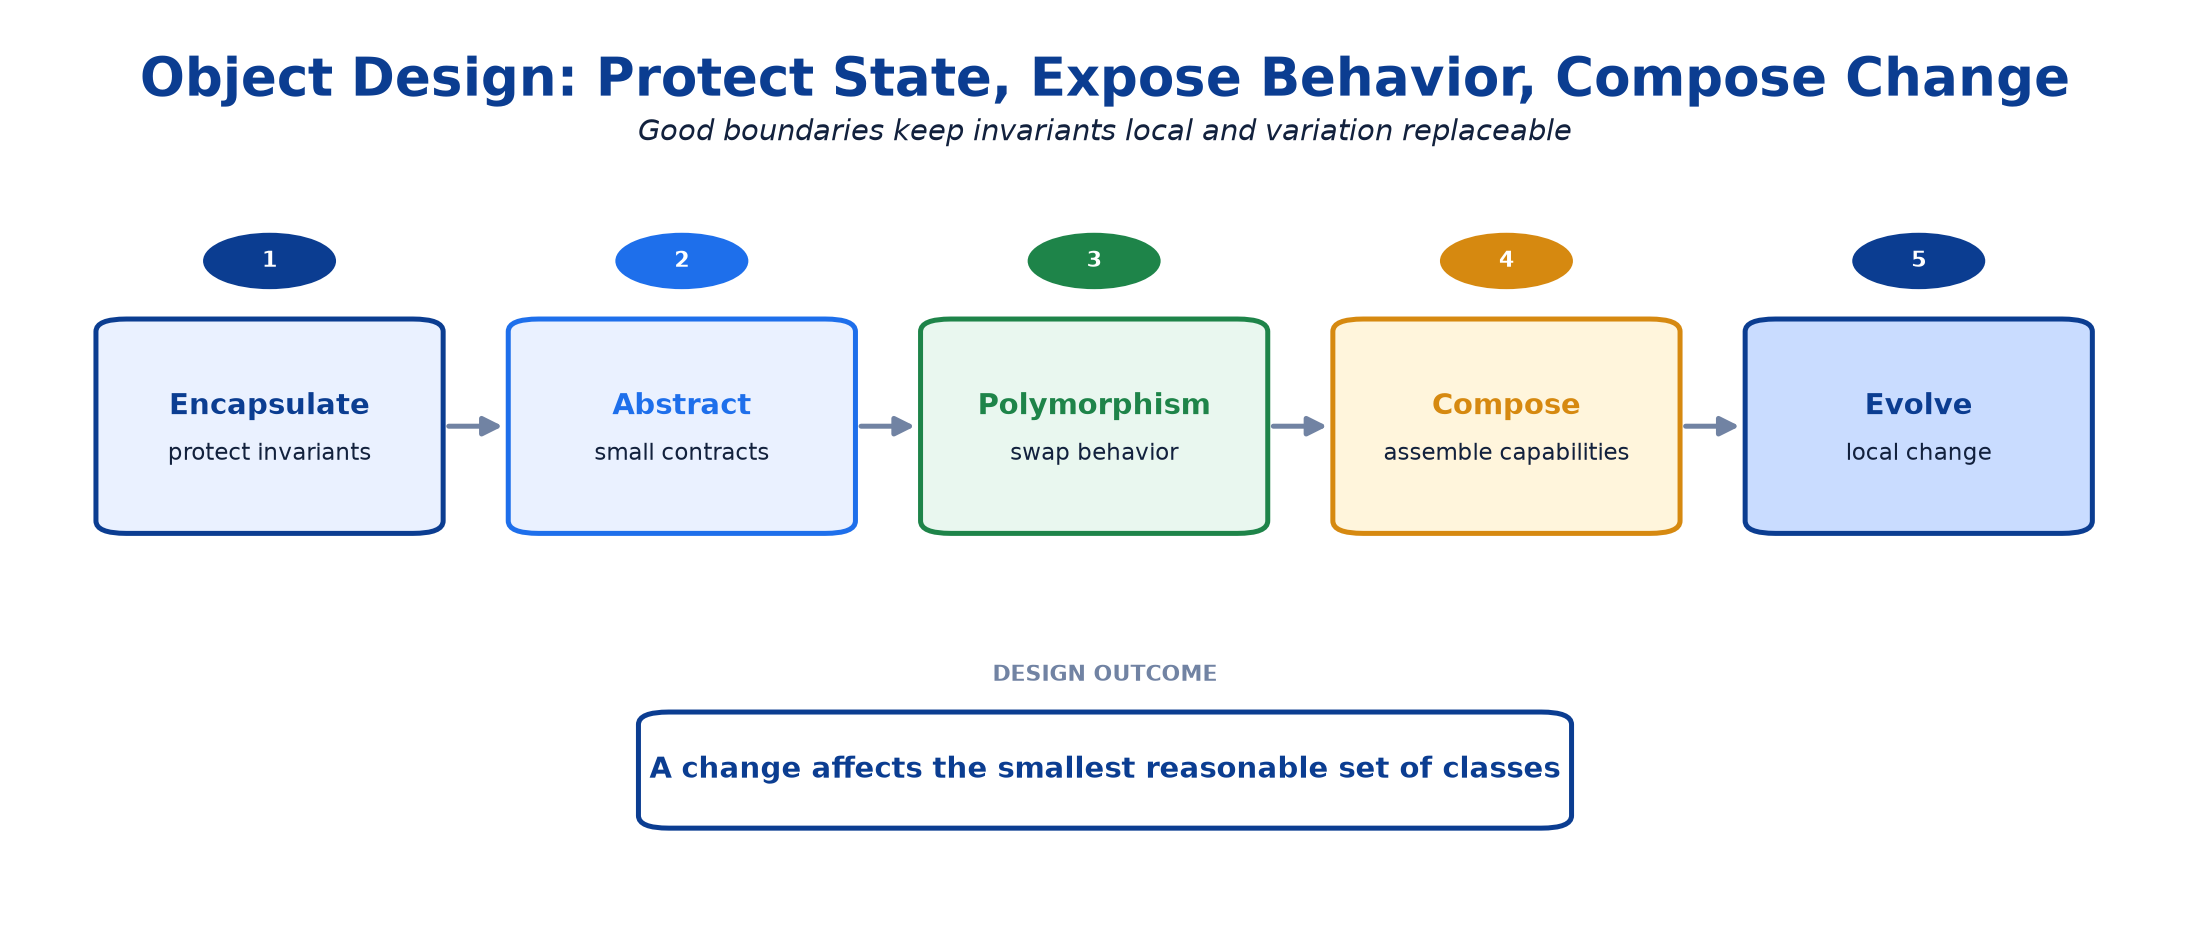 Object Design: Protect State, Expose Behavior, Compose Change
Good boundaries keep invariants local and variation replaceable
1
Encapsulate
protect invariants
2
Abstract
small contracts
3
Polymorphism
swap behavior
4
Compose
assemble capabilities
5
Evolve
local change
DESIGN OUTCOME
A change affects the smallest reasonable set of classes